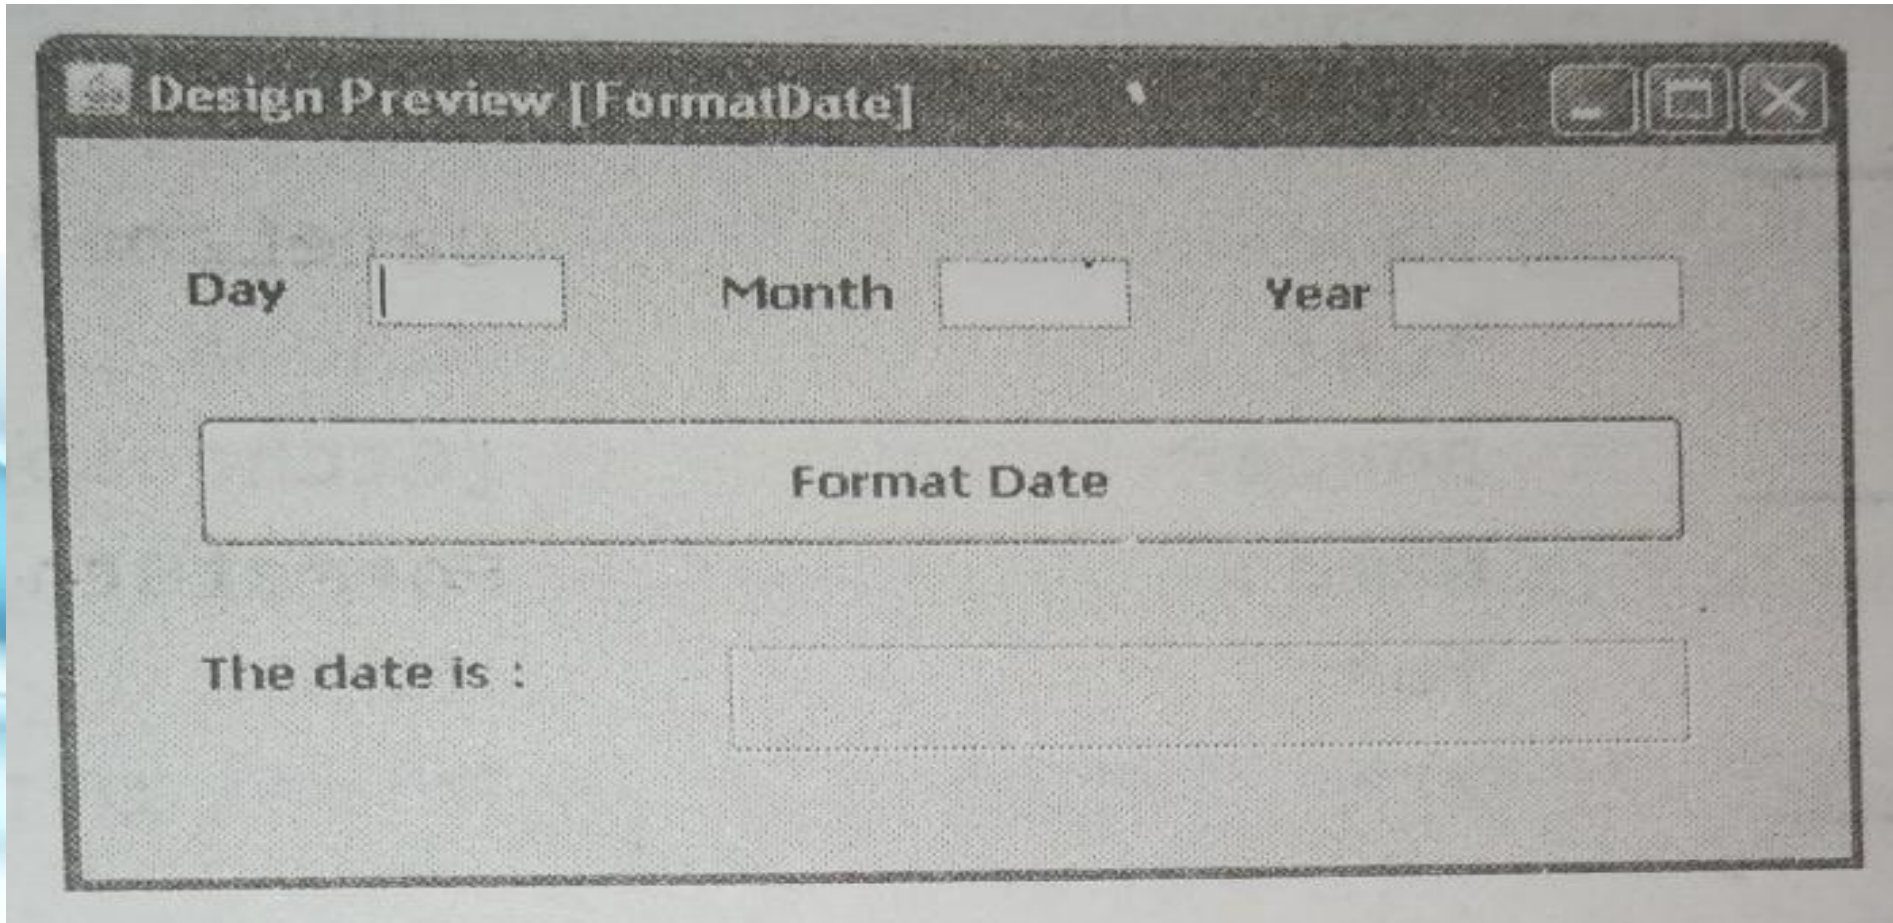 Design Preview [FormatDate]
Day Month Year
Format Date
The date is :